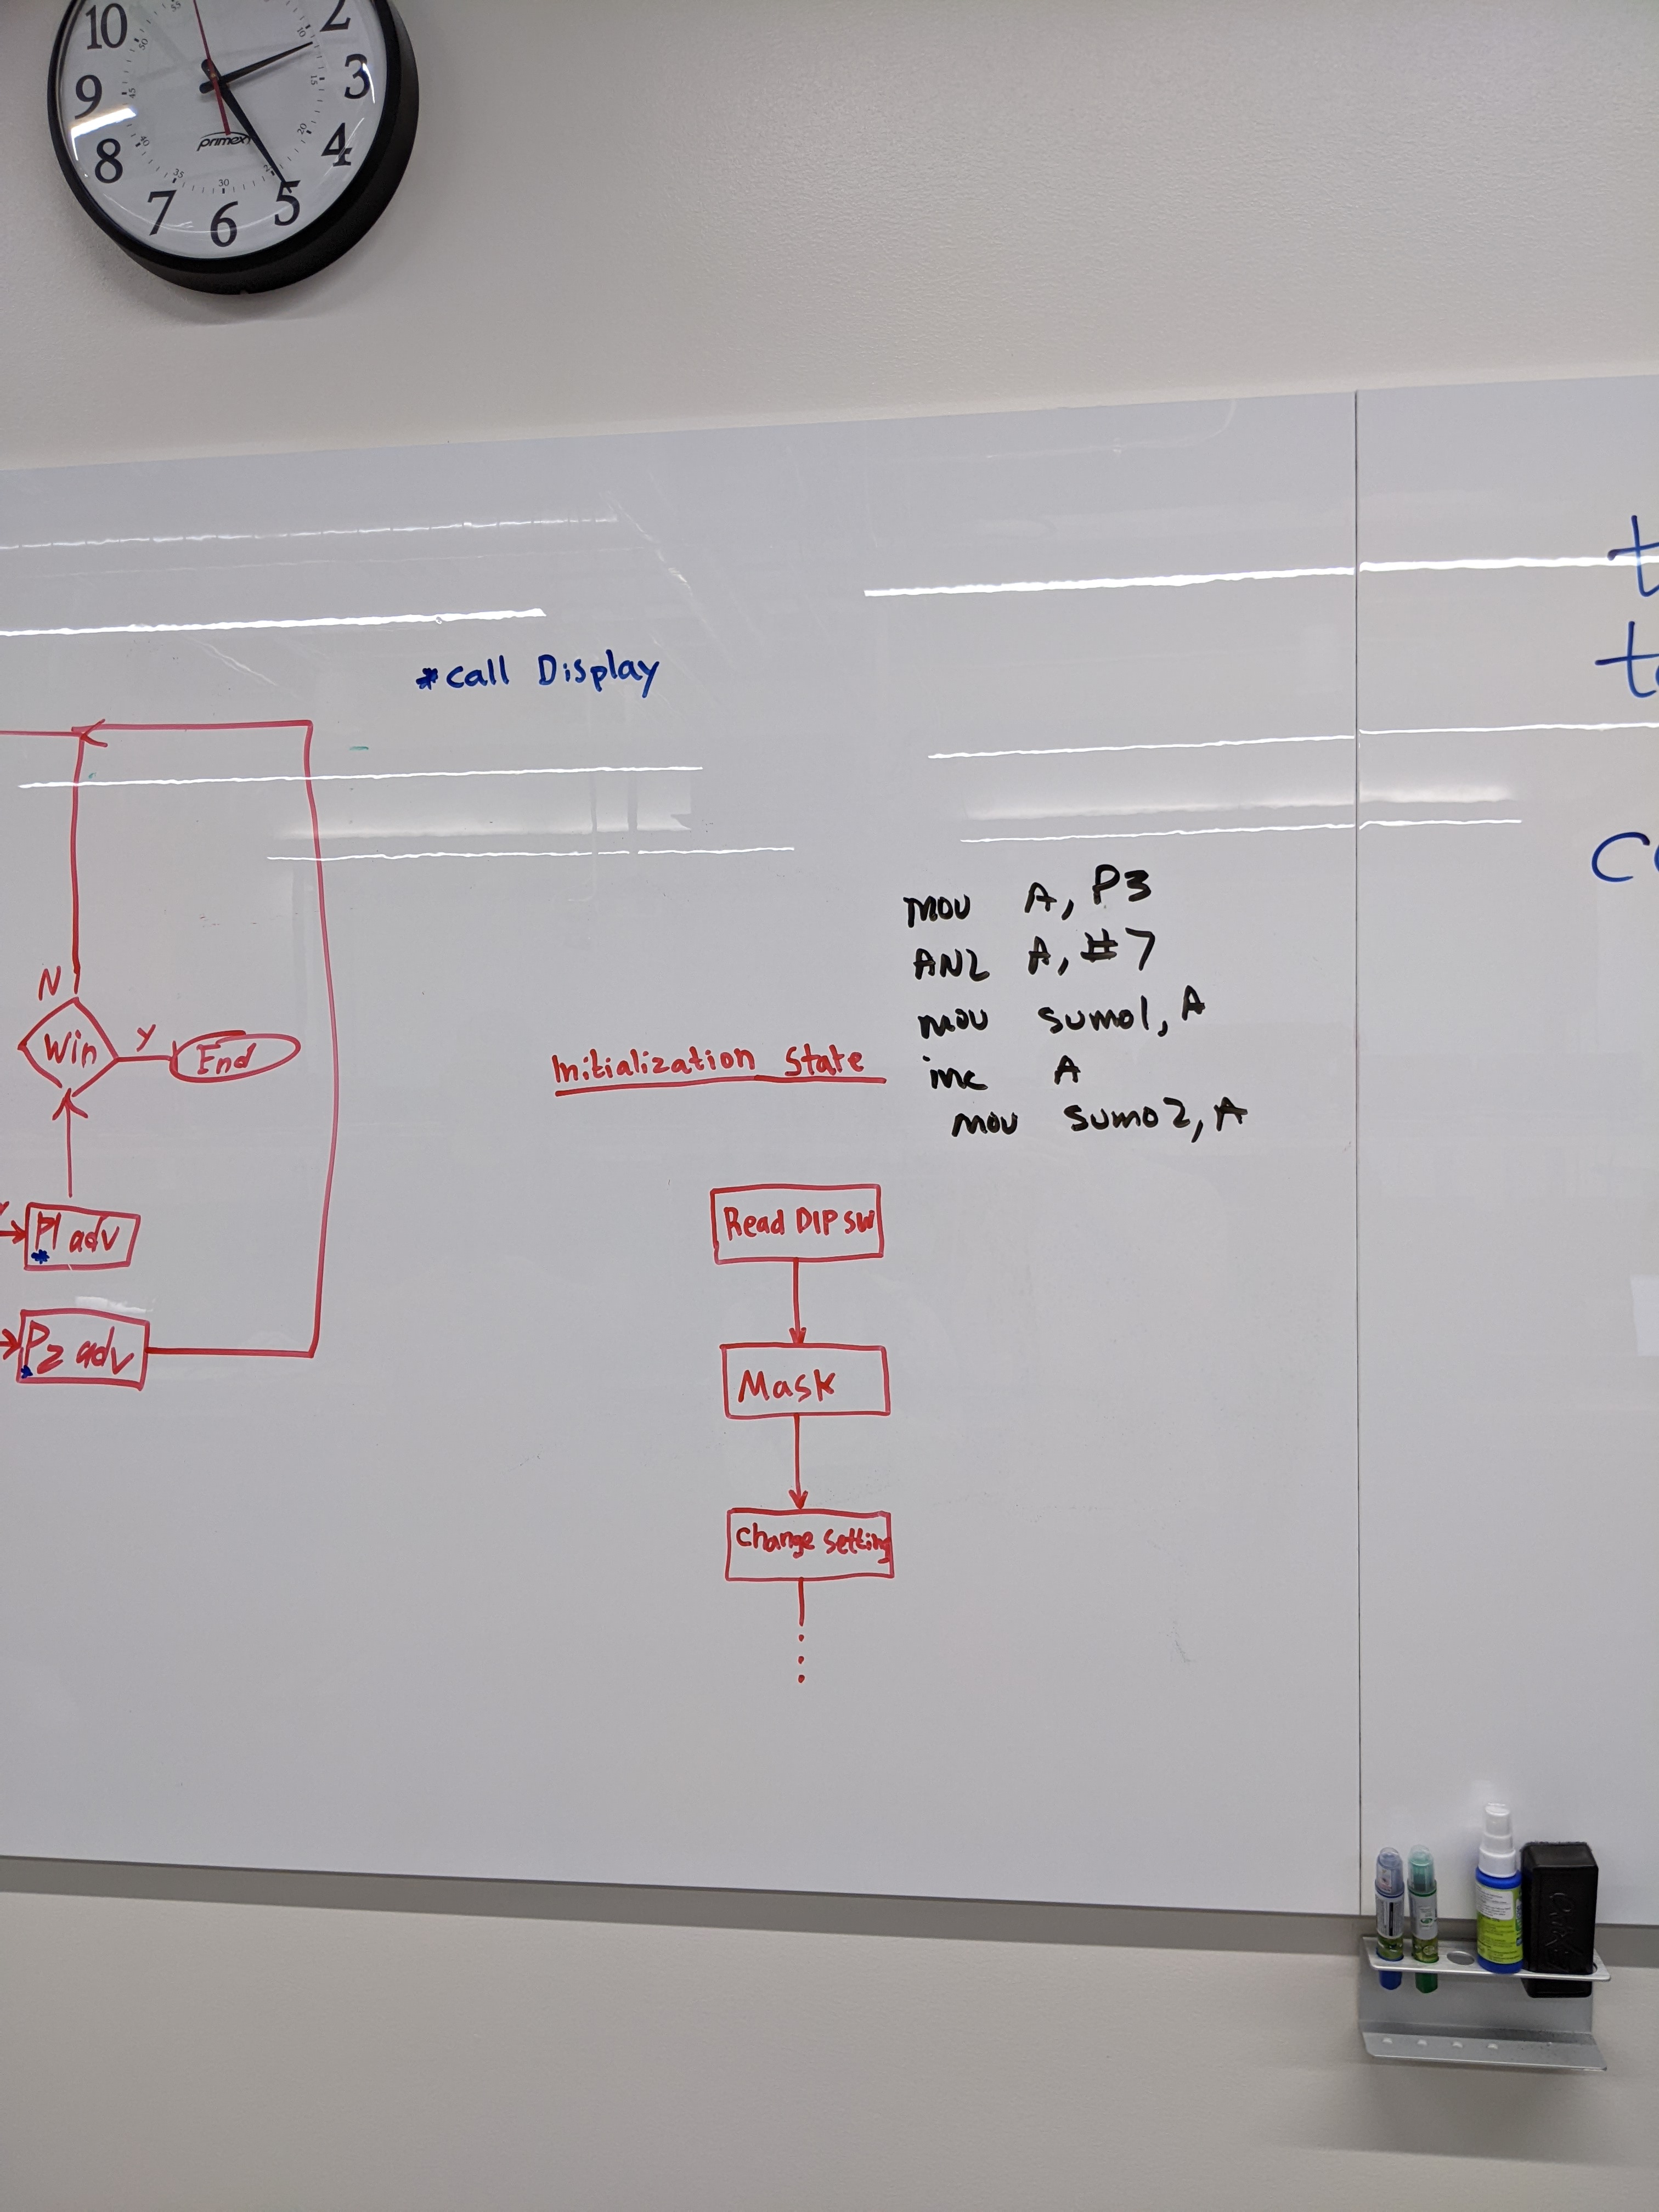 10
2
9
3
8
4
7
6
5
primex
*call Display
N
Win
Y
End
P1 adv
*
P2 adv
*
mov A, P3
ANL A, #7
mov sumo1, A
inc A
mov sumo2, A
Initialization State
Read DIP SW
Mask
Change Setting